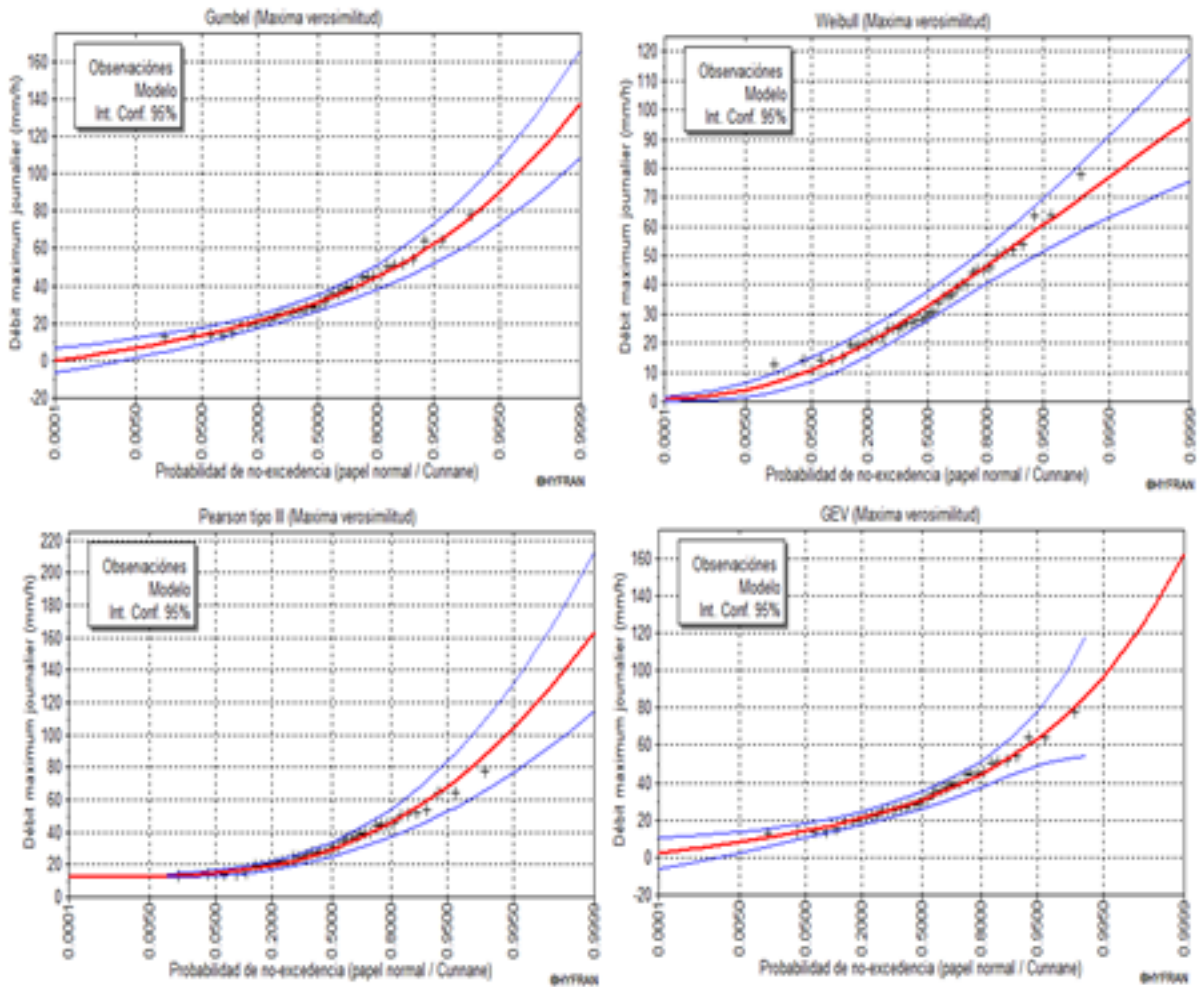 Gumbel (Maxima verosimilitud)
Débit maximum journalier (mm/h)
160
140
120
100
80
60
40
20
0
-20
Obsenaciónes
Modelo
Int. Conf. 95%
0.0001
0.0050
0.0500
0.2000
0.5000
0.8000
0.9500
0.9950
0.9999
Probabilidad de no-excedencia (papel normal / Cunnane)
©HYFRAN
Weibull (Maxima verosimilitud)
Débit maximum journalier (mm/h)
120
110
100
90
80
70
60
50
40
30
20
10
0
Obsenaciónes
Modelo
Int. Conf. 95%
0.0001
0.0050
0.0500
0.2000
0.5000
0.8000
0.9500
0.9950
0.9999
Probabilidad de no-excedencia (papel normal / Cunnane)
©HYFRAN
Pearson tipo III (Maxima verosimilitud)
Débit maximum journalier (mm/h)
220
200
180
160
140
120
100
80
60
40
20
0
Obsenaciónes
Modelo
Int. Conf. 95%
0.0001
0.0050
0.0500
0.2000
0.5000
0.8000
0.9500
0.9950
0.9999
Probabilidad de no-excedencia (papel normal / Cunnane)
©HYFRAN
GEV (Maxima verosimilitud)
Débit maximum journalier (mm/h)
160
140
120
100
80
60
40
20
0
-20
Obsenaciónes
Modelo
Int. Conf. 95%
0.0001
0.0050
0.0500
0.2000
0.5000
0.8000
0.9500
0.9950
0.9999
Probabilidad de no-excedencia (papel normal / Cunnane)
©HYFRAN